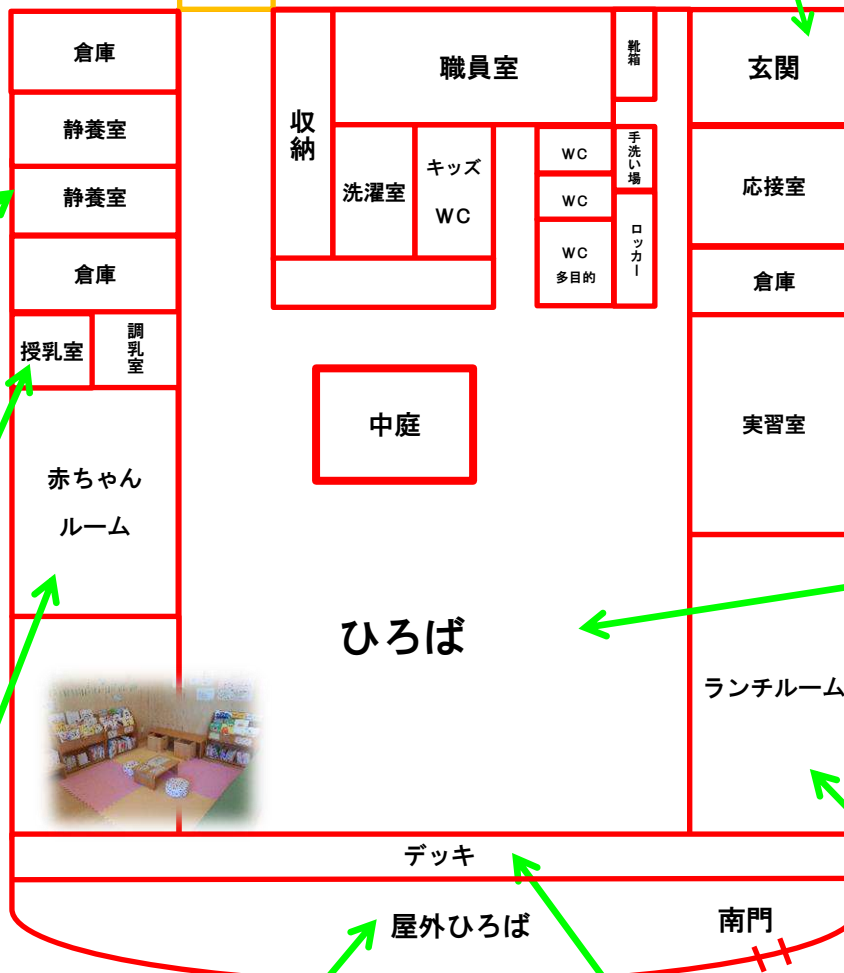 倉庫
職員室
靴箱
玄関
静養室
収納
洗濯室
キッズ
WC
WC
手洗い場
応接室
静養室
WC
ロッカー
倉庫
WC
多目的
倉庫
授乳室
調乳室
中庭
実習室
赤ちゃん
ルーム
ひろば
ランチルーム
デッキ
屋外ひろば
南門